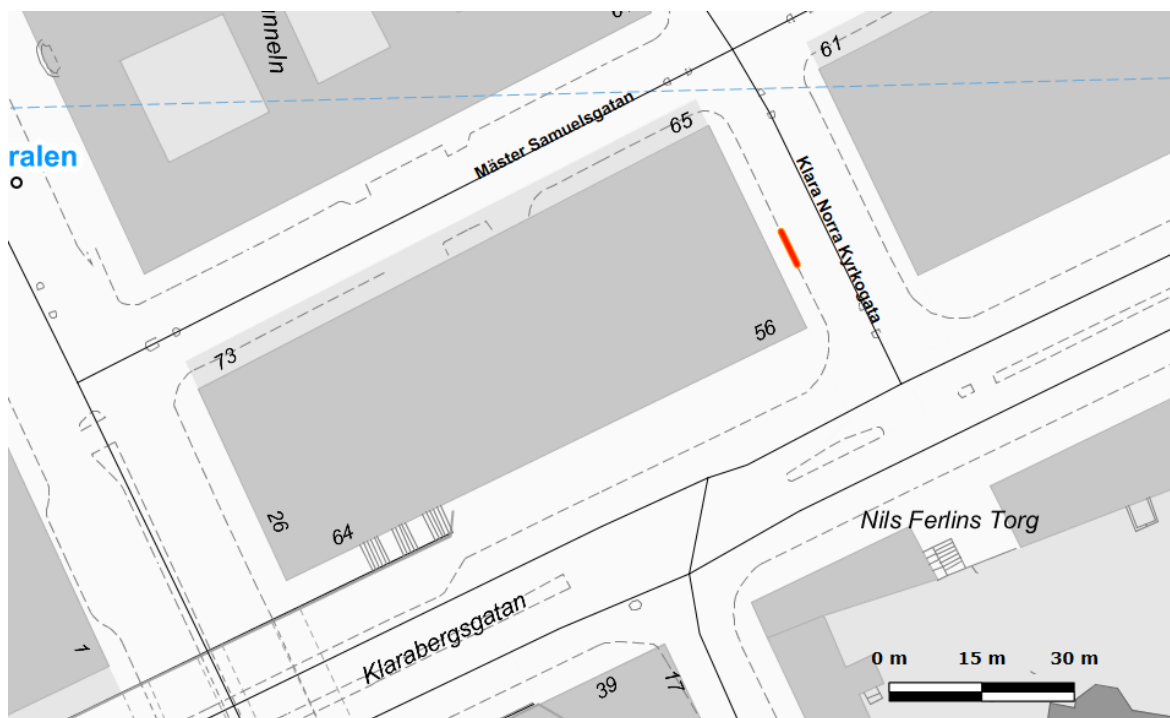 nneln
61
65
Mäster Samuelsgatan
ralen
Klara Norra Kyrkogata
56
73
26
64
Nils Ferlins Torg
Klarabergsgatan
1
39
17
0 m 15 m 30 m